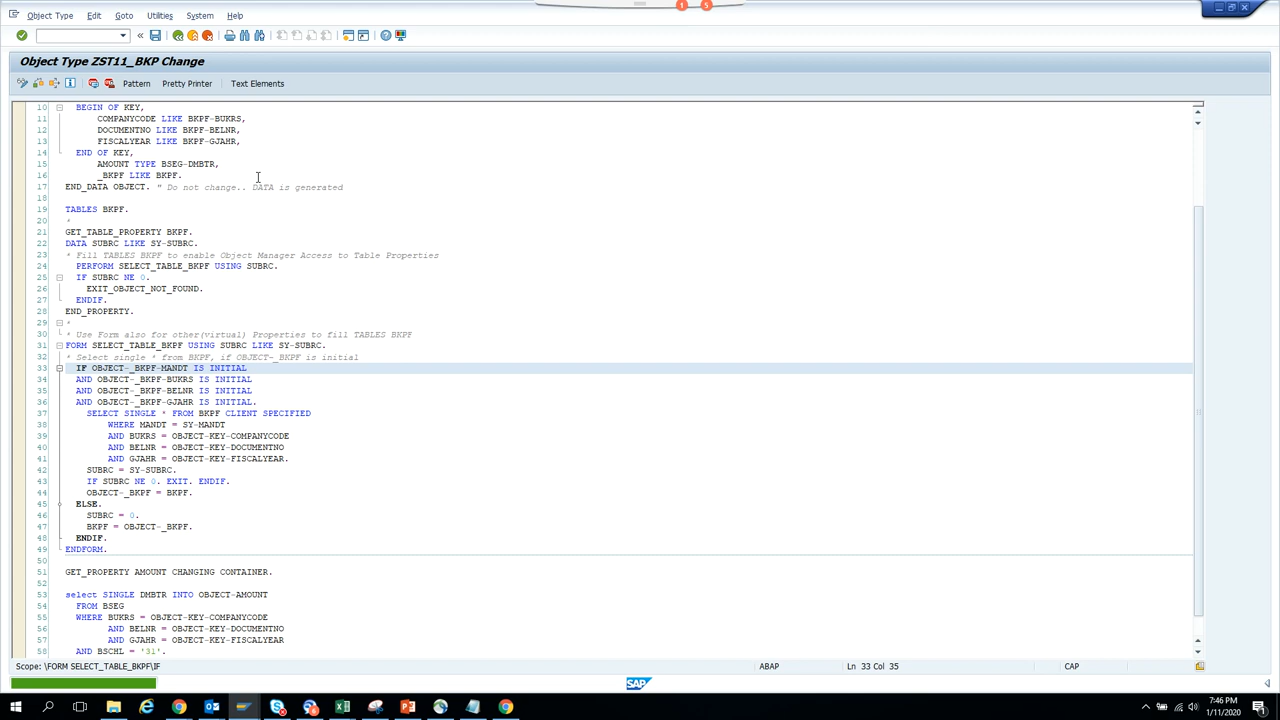 1 5
Object Type Edit Goto Utilities System Help
Object Type ZST11_BKP Change
Pattern Pretty Printer Text Elements
10 BEGIN OF KEY,
11 COMPANYCODE LIKE BKPF-BUKRS,
12 DOCUMENTNO LIKE BKPF-BELNR,
13 FISCALYEAR LIKE BKPF-GJAHR,
14 END OF KEY,
15 AMOUNT TYPE BSEG-DMBTR,
16 _BKPF LIKE BKPF.
17 END_DATA OBJECT. " Do not change.. DATA is generated
18
19 TABLES BKPF.
20 *
21 GET_TABLE_PROPERTY BKPF.
22 DATA SUBRC LIKE SY-SUBRC.
23 * Fill TABLES BKPF to enable Object Manager Access to Table Properties
24 PERFORM SELECT_TABLE_BKPF USING SUBRC.
25 IF SUBRC NE 0.
26 EXIT_OBJECT_NOT_FOUND.
27 ENDIF.
28 END_PROPERTY.
29 *
30 * Use Form also for other(virtual) Properties to fill TABLES BKPF
31 FORM SELECT_TABLE_BKPF USING SUBRC LIKE SY-SUBRC.
32 * Select single * from BKPF, if OBJECT-_BKPF is initial
33 IF OBJECT-_BKPF-MANDT IS INITIAL
34 AND OBJECT-_BKPF-BUKRS IS INITIAL
35 AND OBJECT-_BKPF-BELNR IS INITIAL
36 AND OBJECT-_BKPF-GJAHR IS INITIAL.
37 SELECT SINGLE * FROM BKPF CLIENT SPECIFIED
38 WHERE MANDT = SY-MANDT
39 AND BUKRS = OBJECT-KEY-COMPANYCODE
40 AND BELNR = OBJECT-KEY-DOCUMENTNO
41 AND GJAHR = OBJECT-KEY-FISCALYEAR.
42 SUBRC = SY-SUBRC.
43 IF SUBRC NE 0. EXIT. ENDIF.
44 OBJECT-_BKPF = BKPF.
45 ELSE.
46 SUBRC = 0.
47 BKPF = OBJECT-_BKPF.
48 ENDIF.
49 ENDFORM.
50
51 GET_PROPERTY AMOUNT CHANGING CONTAINER.
52
53 select SINGLE DMBTR INTO OBJECT-AMOUNT
54 FROM BSEG
55 WHERE BUKRS = OBJECT-KEY-COMPANYCODE
56 AND BELNR = OBJECT-KEY-DOCUMENTNO
57 AND GJAHR = OBJECT-KEY-FISCALYEAR
58 AND BSCHL = '31'.
Scope: \FORM SELECT_TABLE_BKPF\IF ABAP Ln 33 Col 35 CAP
SAP
7:46 PM
1/11/2020